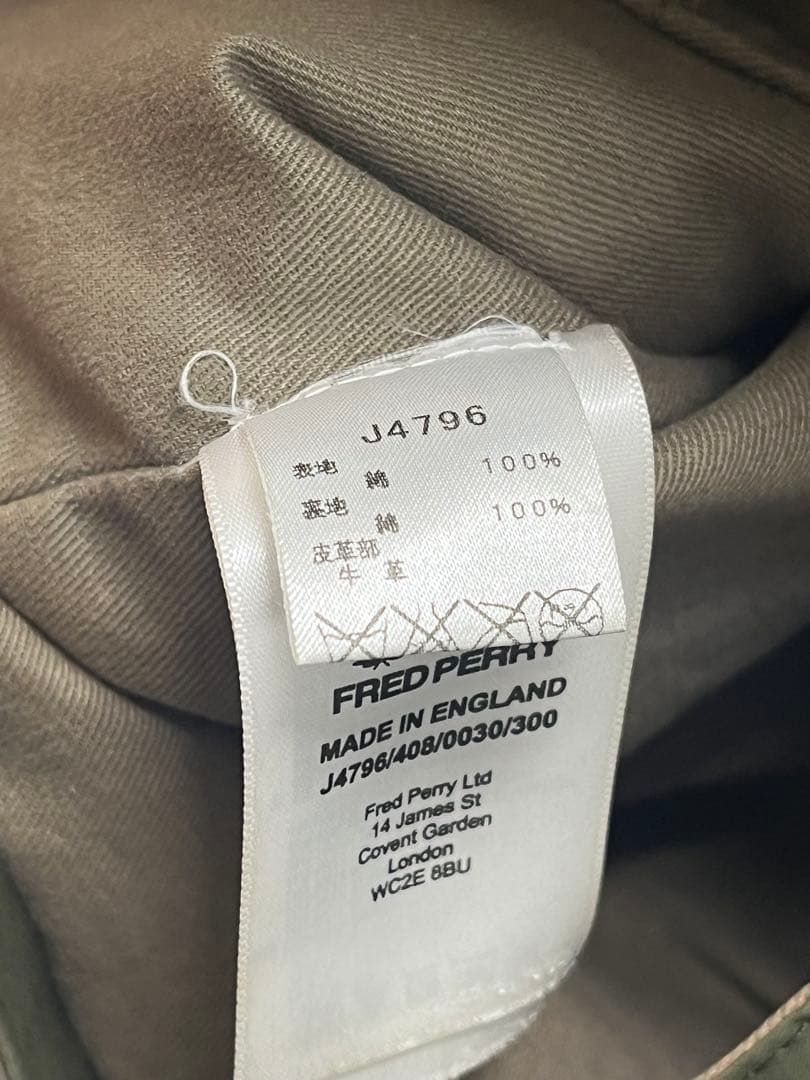 J4796
表地 綿 100%
裏地 綿 100%
皮革部
牛 革
FRED PERRY
MADE IN ENGLAND
J4796/408/0030/300
Fred Perry Ltd
14 James St
Covent Garden
London
WC2E 8BU